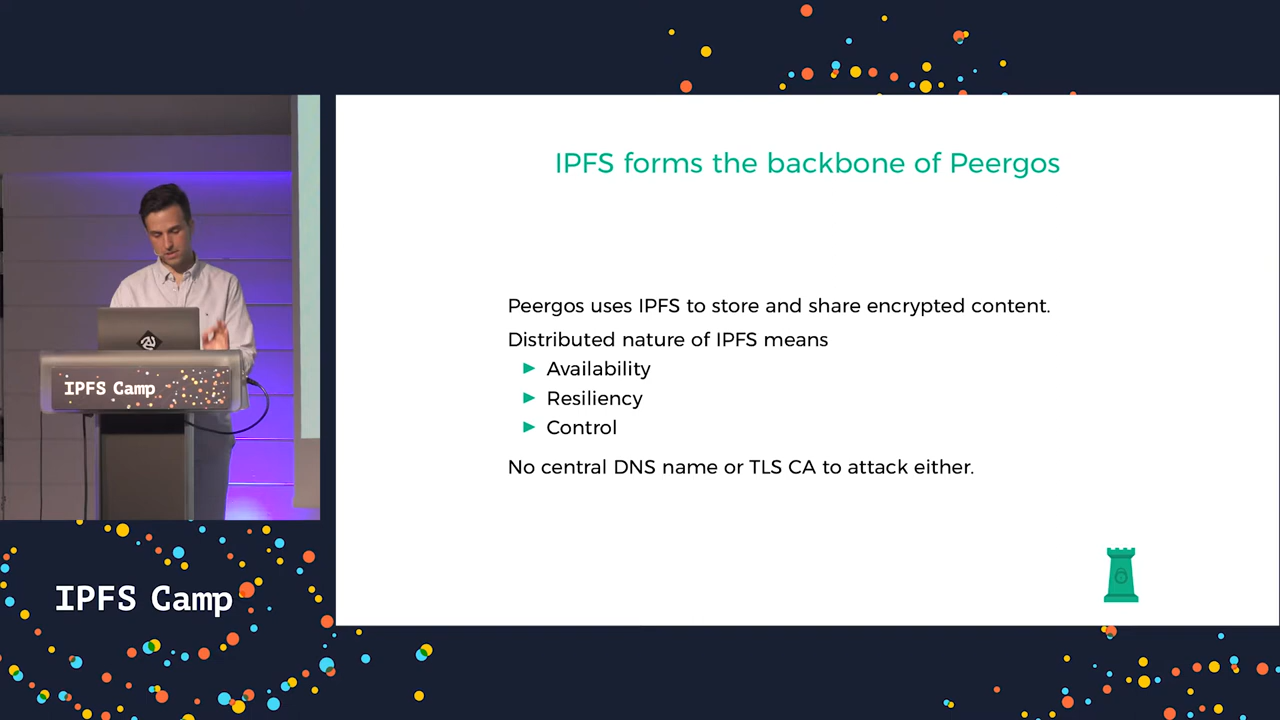 IPFS forms the backbone of Peergos
Peergos uses IPFS to store and share encrypted content.
Distributed nature of IPFS means
Availability
Resiliency
Control
No central DNS name or TLS CA to attack either.
IPFS Camp
IPFS Camp